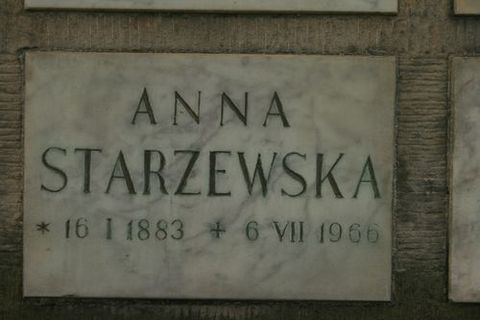 ANNA
STARZEWSKA
* 16 I 1883 + 6 VII 1966